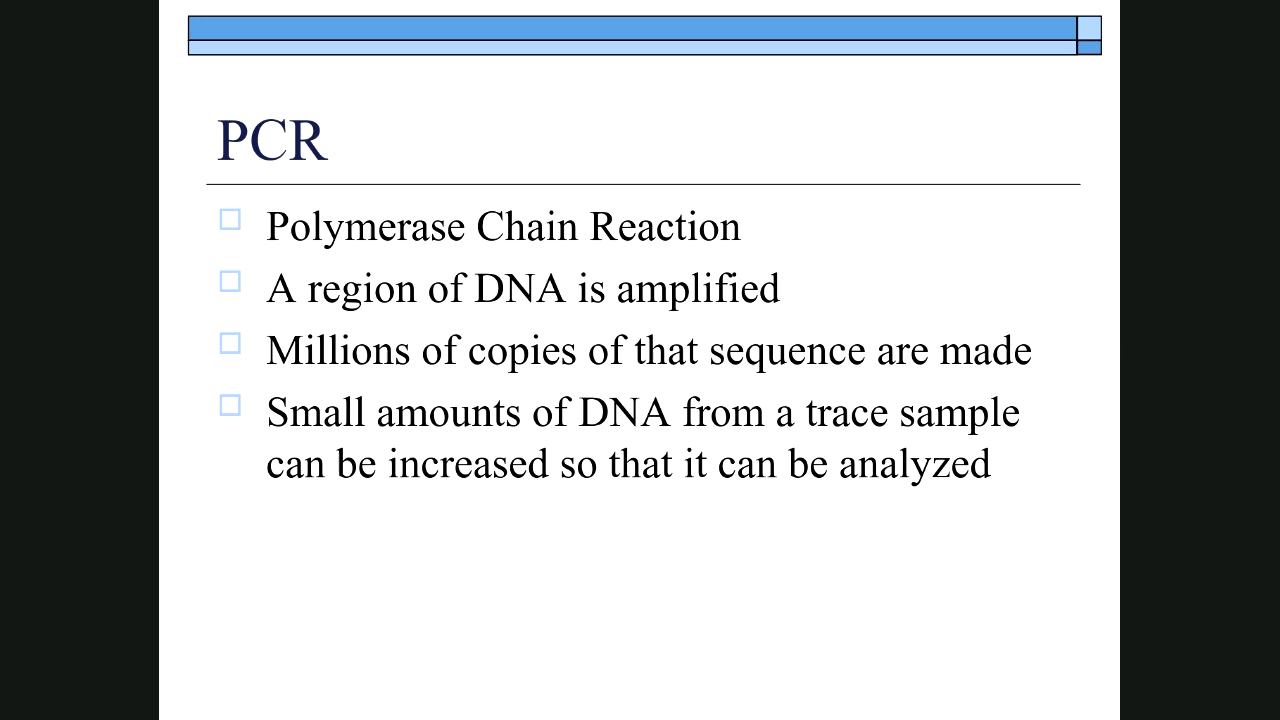 PCR
Polymerase Chain Reaction
A region of DNA is amplified
Millions of copies of that sequence are made
Small amounts of DNA from a trace sample
can be increased so that it can be analyzed